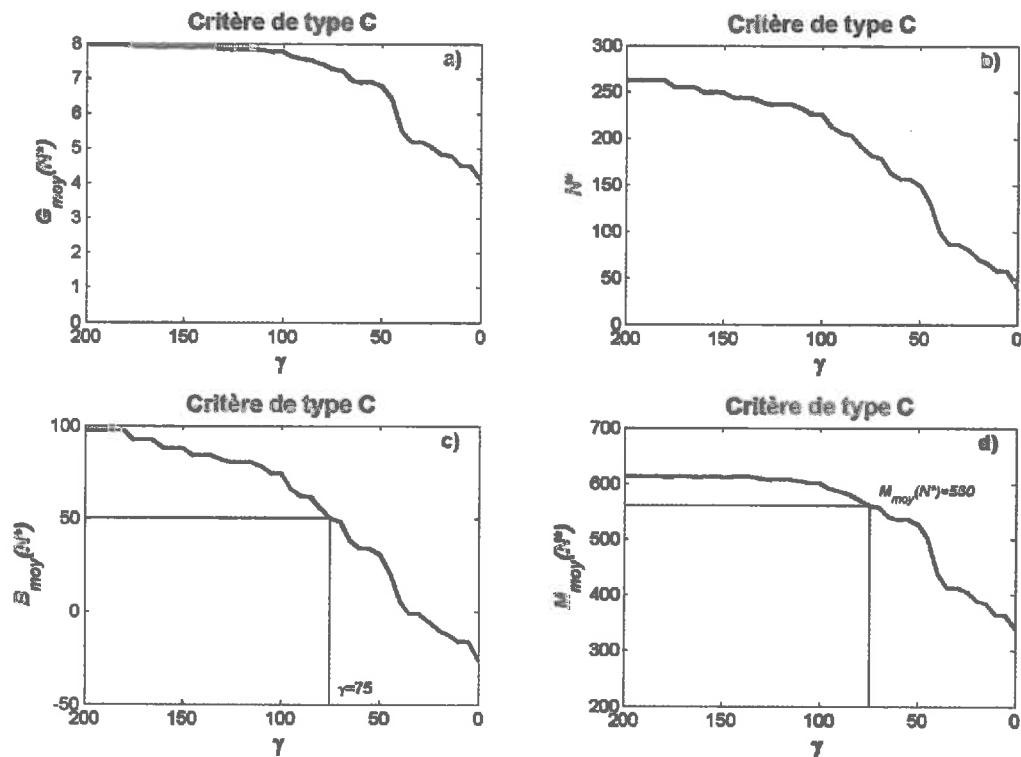 Critère de type C
a)
8
7
6
5
4
3
2
1
0
G_moy(N*)
200 150 100 50 0
γ
Critère de type C
b)
300
250
200
150
100
50
0
N*
200 150 100 50 0
γ
Critère de type C
c)
100
50
0
-50
B_moy(N*)
γ=75
200 150 100 50 0
γ
Critère de type C
d)
700
600
500
400
300
200
M_moy(N*)
M_moy(N*)=560
200 150 100 50 0
γ